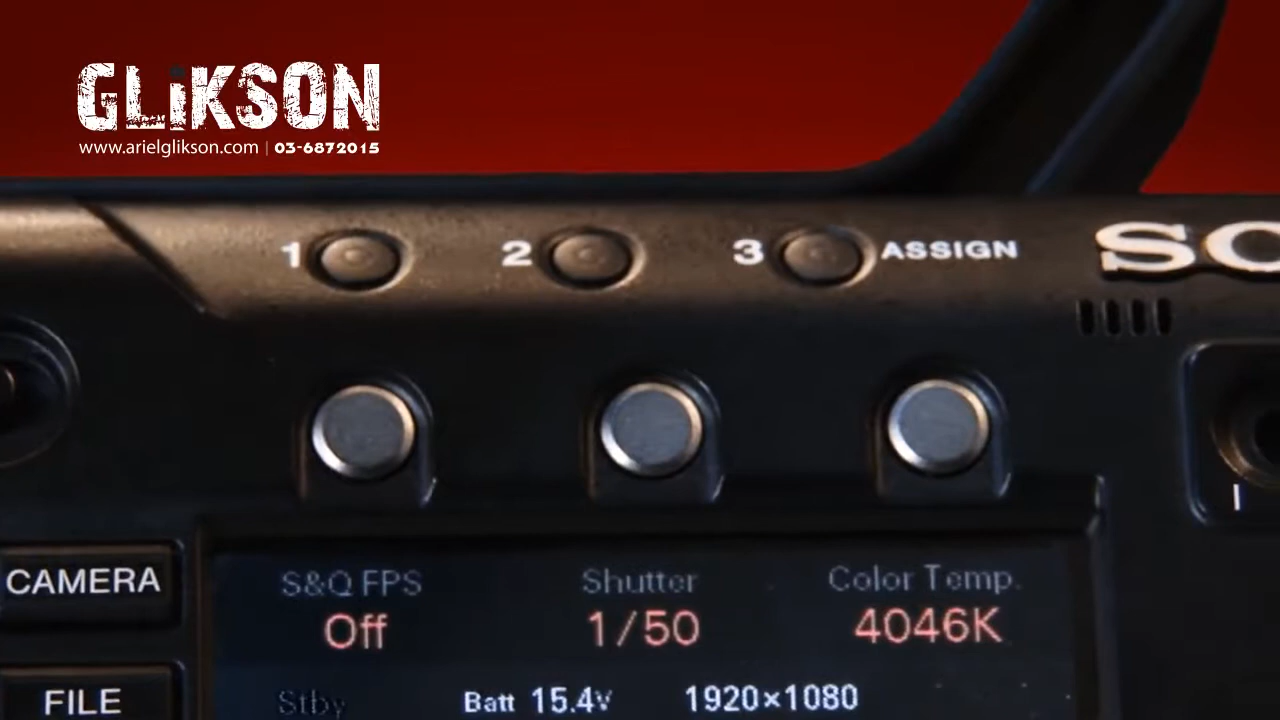 GLiKSON
www.arielglikson.com | 03-6872015
1 2 3 ASSIGN
I
CAMERA
S&Q FPS Shutter Color Temp.
Off 1/50 4046K
FILE
Stby Batt 15.4V 1920×1080